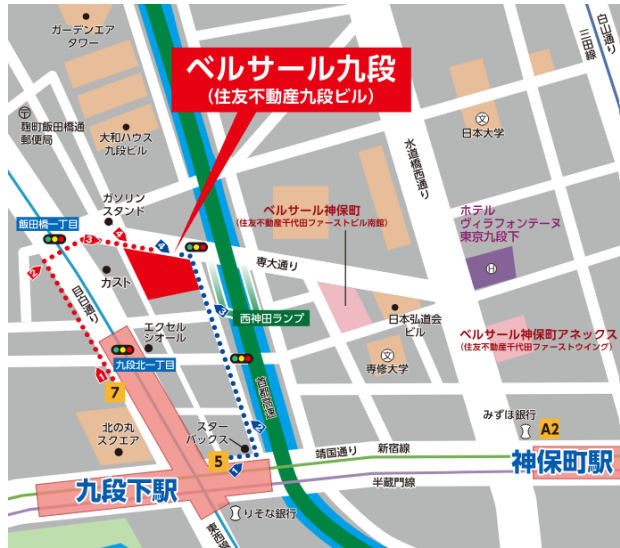 ガーデンエア
タワー
ベルサール九段
(住友不動産九段ビル)
白山通り
三田線
〒
麹町飯田橋通
郵便局
大和ハウス
九段ビル
文
日本大学
水道橋西通り
ガソリン
スタンド
飯田橋一丁目
ベルサール神保町
(住友不動産千代田ファーストビル南館)
ホテル
ヴィラフォンテーヌ
東京九段下
H
4
3
4
2
専大通り
ガスト
目白通り
3
西神田ランプ
日本弘道会
ビル
ベルサール神保町アネックス
(住友不動産千代田ファーストウイング)
エクセル
シオール
九段北一丁目
文
専修大学
首都高速
1
7
みずほ銀行
A2
北の丸
スクエア
スター
バックス
2
5
1
靖国通り
新宿線
神保町駅
九段下駅
半蔵門線
りそな銀行
東西線